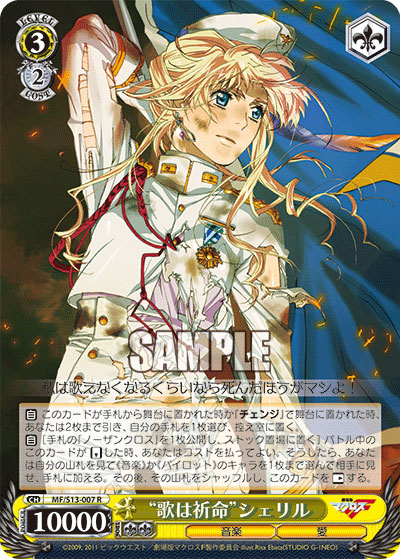 LEVEL
3
2
COST
SAMPLE
私は歌えなくなるくらいなら死んだほうがマシよ!
自 このカードが手札から舞台に置かれた時か「チェンジ」で舞台に置かれた時、
あなたは2枚まで引き、自分の手札を1枚選び、控え室に置く。
自 [手札の「ノーザンクロス」を1枚公開し、ストック置場に置く] バトル中の
このカードが した時、あなたはコストを払ってよい。そうしたら、あなたの
自分の山札を見て《音楽》か《パイロット》のキャラを1枚まで選んで相手に見
せ、手札に加える。その後、その山札をシャッフルし、このカードを する。
CH
MF/S13-007 R
"歌は祈命"シェリル
劇場版
マクロスF
POWER
10000
音楽
愛
©2009, 2011 ビックウエスト/劇場版マクロスF製作委員会 Illust.Risa Ebata(STUDIO G-1NEO)